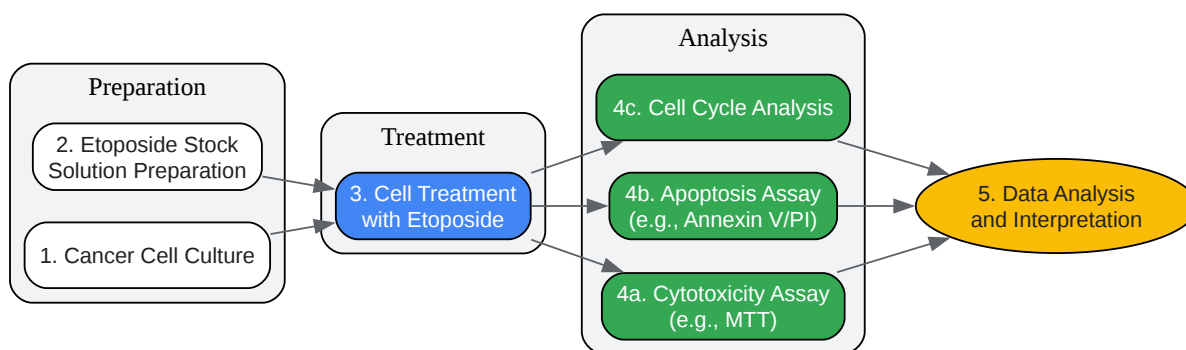 Preparation
2. Etoposide Stock
Solution Preparation
1. Cancer Cell Culture
Treatment
3. Cell Treatment
with Etoposide
Analysis
4c. Cell Cycle Analysis
4b. Apoptosis Assay
(e.g., Annexin V/PI)
4a. Cytotoxicity Assay
(e.g., MTT)
5. Data Analysis
and Interpretation